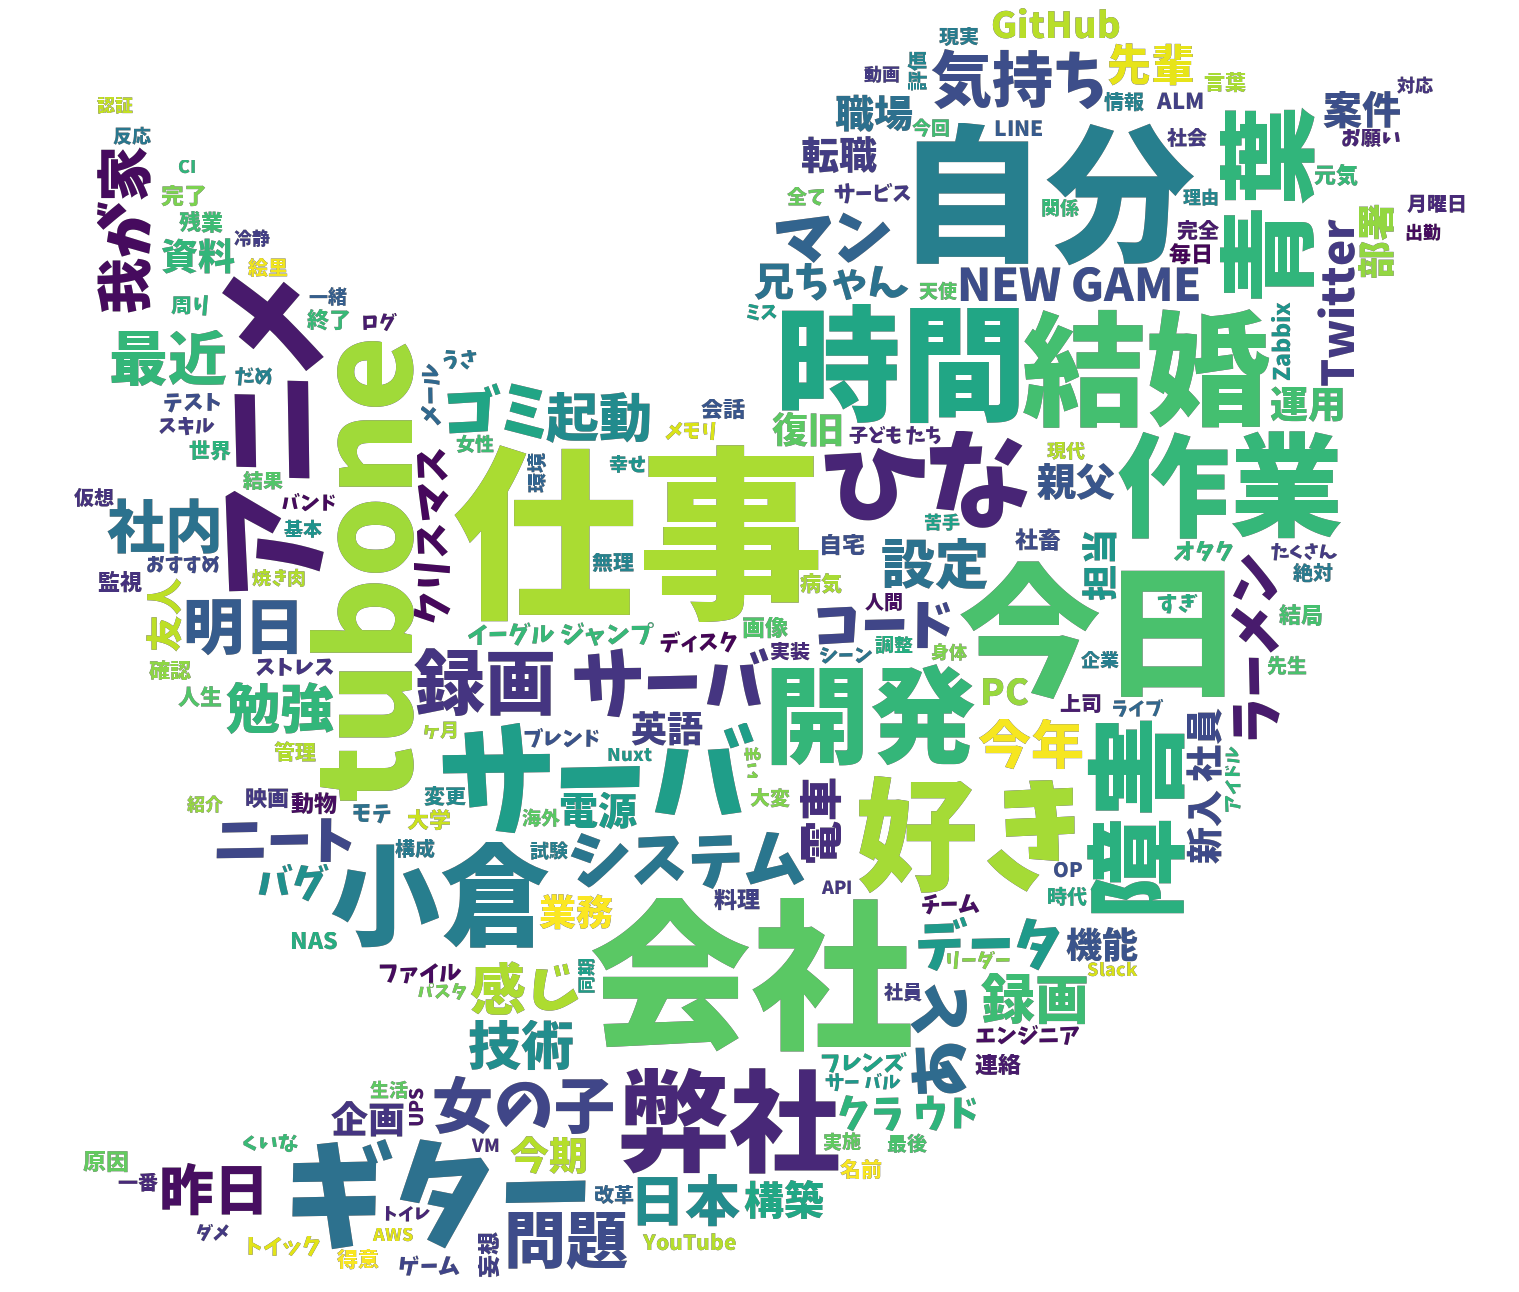 GitHub
現実
気持ち
先輩
動画
評価
言葉
対応
認証
職場
情報
ALM
案件
反応
今回
LINE
社会
お願い
転職
自分
青葉
我が家
CI
元気
完了
全て
サービス
理由
関係
月曜日
残業
マン
完全
部署
出勤
冷静
資料
毎日
Twitter
絵里
兄ちゃん
天使
NEW GAME
一緒
周り
ミス
終了
ログ
時間
結婚
Zabbix
アニメ
最近
tubone
うさ
だめ
メール
ゴミ
起動
テスト
会話
運用
スキル
メモリ
復旧
子どもたち
世界
女性
仕事
ひな
現代
作業
環境
幸せ
親父
結果
クリスマス
仮想
バンド
社内
基本
苦手
自宅
社畜
担当
オタク
たくさん
おすすめ
無理
設定
絶対
監視
焼き肉
病気
友人
明日
人間
今日
すぎ
ラーメン
結局
コード
イーグルジャンプ
ディスク
画像
実装
シーン
調整
身体
企業
確認
ストレス
録画
サーバ
先生
人生
勉強
開発
PC
上司
ライブ
英語
ケ月
ブレンド
サーバ
今年
障害
新入社員
管理
Nuxt
まい
アイドル
紹介
映画
動物
モテ
変更
電源
大変
電車
好き
大学
海外
ニート
構成
試験
システム
バグ
小倉
OP
料理
API
時代
業務
会社
チーム
NAS
データ
機能
リーダー
Slack
ファイル
感じ
同期
パスタ
社員
録画
すス
エンジニア
技術
フレンズ
連絡
サーバル
生活
UPS
女の子
弊社
クラウド
企画
くいな
VM
今期
実施
最後
原因
ギター
名前
一番
昨日
改革
日本
構築
トイレ
ダメ
AWS
問題
トイック
得意
ゲーム
妄想
YouTube